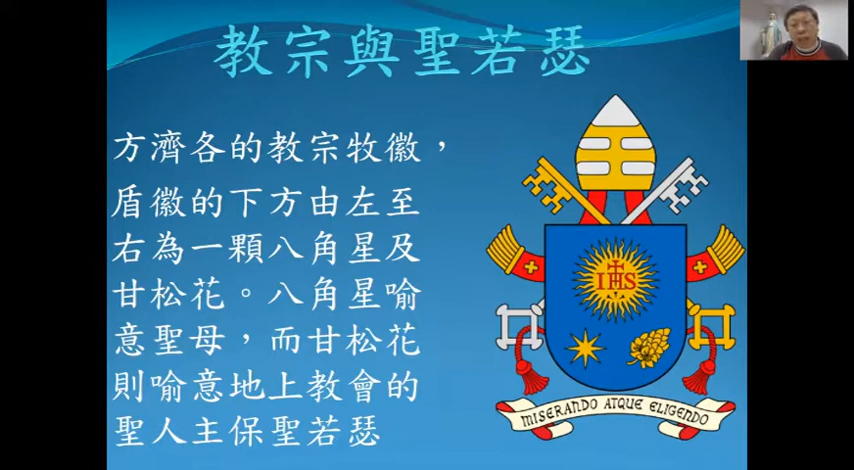 教宗與聖若瑟
方濟各的教宗牧徽，
盾徽的下方由左至
右為一顆八角星及
甘松花。八角星喻
意聖母，而甘松花
則喻意地上教會的
聖人主保聖若瑟
IHS
MISERANDO ATQUE ELIGENDO